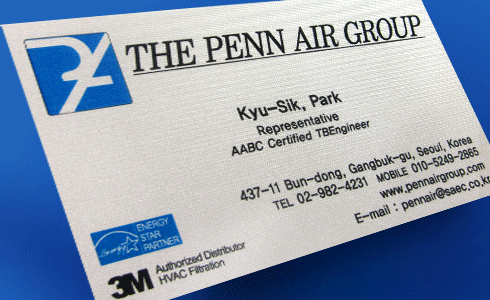 THE PENN AIR GROUP
Kyu-Sik, Park
Representative
AABC Certified TBEngineer
437-11 Bun-dong, Gangbuk-gu, Seoul, Korea
TEL 02-982-4231 MOBILE 010-5249-2865
www.pennairgroup.com
E-mail : pennair@saec.co.kr
ENERGY
STAR
PARTNER
3M Authorized Distributor
HVAC Filtration